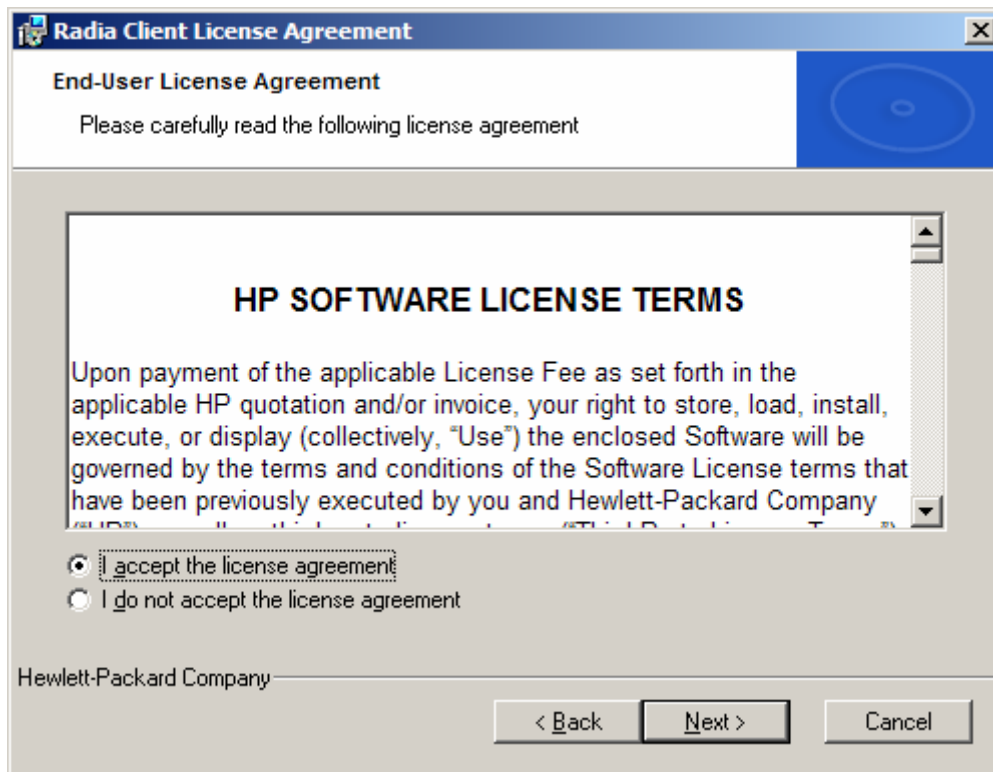 Radia Client License Agreement
End-User License Agreement
Please carefully read the following license agreement
HP SOFTWARE LICENSE TERMS
Upon payment of the applicable License Fee as set forth in the
applicable HP quotation and/or invoice, your right to store, load, install,
execute, or display (collectively, “Use”) the enclosed Software will be
governed by the terms and conditions of the Software License terms that
have been previously executed by you and Hewlett-Packard Company
I accept the license agreement
I do not accept the license agreement
Hewlett-Packard Company
< Back Next > Cancel